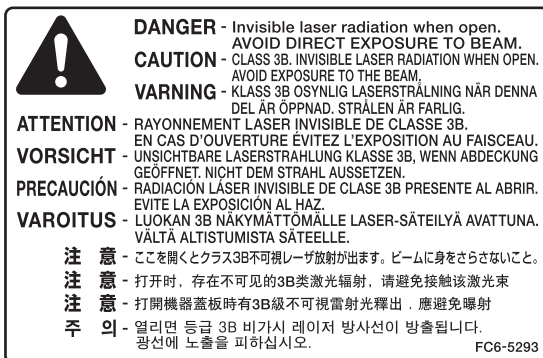 DANGER - Invisible laser radiation when open.
AVOID DIRECT EXPOSURE TO BEAM.
CAUTION - CLASS 3B. INVISIBLE LASER RADIATION WHEN OPEN.
AVOID EXPOSURE TO THE BEAM.
VARNING - KLASS 3B OSYNLIG LASERSTRÅLNING NÄR DENNA
DEL ÄR ÖPPNAD. STRÅLEN ÄR FARLIG.
ATTENTION - RAYONNEMENT LASER INVISIBLE DE CLASSE 3B.
EN CAS D'OUVERTURE ÉVITEZ L'EXPOSITION AU FAISCEAU.
VORSICHT - UNSICHTBARE LASERSTRAHLUNG KLASSE 3B, WENN ABDECKUNG
GEÖFFNET. NICHT DEM STRAHL AUSSETZEN.
PRECAUCIÓN - RADIACIÓN LÁSER INVISIBLE DE CLASE 3B PRESENTE AL ABRIR.
EVITE LA EXPOSICIÓN AL HAZ.
VAROITUS - LUOKAN 3B NÄKYMÄTTÖMÄLLE LASER-SÄTEILYÄ AVATTUNA.
VÄLTÄ ALTISTUMISTA SÄTEELLE.
注 意 - ここを開くとクラス3B不可視レーザ放射が出ます。ビームに身をさらさないこと。
注 意 - 打开时，存在不可见的3B类激光辐射，请避免接触该激光束
注 意 - 打開機器蓋板時有3B級不可視雷射光釋出，應避免曝射
주 의 - 열리면 등급 3B 비가시 레이저 방사선이 방출됩니다.
광선에 노출을 피하십시오.
FC6-5293